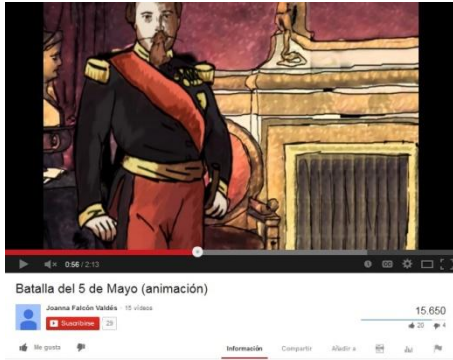 0:56 / 2:13
Batalla del 5 de Mayo (animación)
Joanna Falcón Valdés · 15 vídeos
Suscribirse 29
15.650
20 4
Me gusta
Información Compartir Añadir a